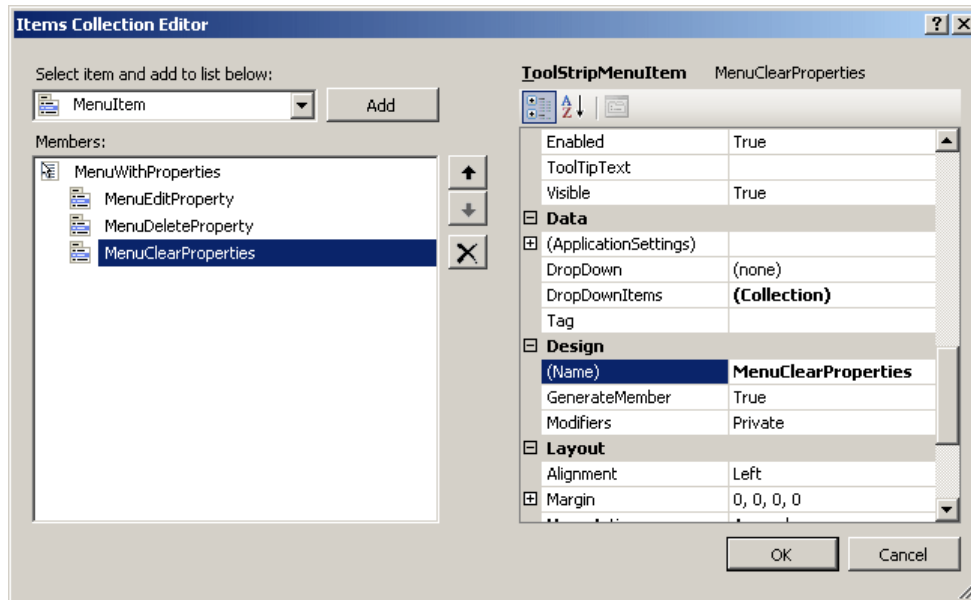 Items Collection Editor
Select item and add to list below:
MenuItem
Add
Members:
MenuWithProperties
MenuEditProperty
MenuDeleteProperty
MenuClearProperties
ToolStripMenuItem MenuClearProperties
Enabled True
ToolTipText
Visible True
Data
(ApplicationSettings)
DropDown (none)
DropDownItems (Collection)
Tag
Design
(Name) MenuClearProperties
GenerateMember True
Modifiers Private
Layout
Alignment Left
Margin 0, 0, 0, 0
OK Cancel